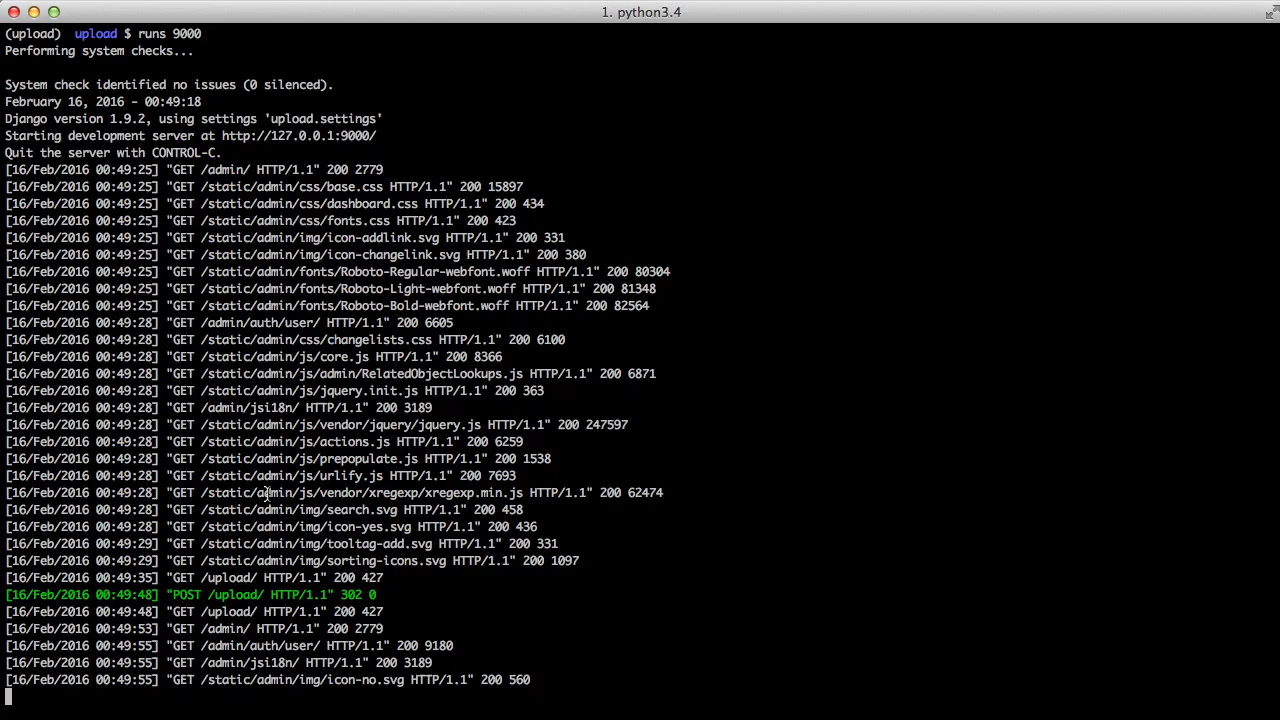 1. python3.4
(upload)  upload $ runs 9000
Performing system checks...
System check identified no issues (0 silenced).
February 16, 2016 - 00:49:18
Django version 1.9.2, using settings 'upload.settings'
Starting development server at http://127.0.0.1:9000/
Quit the server with CONTROL-C.
[16/Feb/2016 00:49:25] "GET /admin/ HTTP/1.1" 200 2779
[16/Feb/2016 00:49:25] "GET /static/admin/css/base.css HTTP/1.1" 200 15897
[16/Feb/2016 00:49:25] "GET /static/admin/css/dashboard.css HTTP/1.1" 200 434
[16/Feb/2016 00:49:25] "GET /static/admin/css/fonts.css HTTP/1.1" 200 423
[16/Feb/2016 00:49:25] "GET /static/admin/img/icon-addlink.svg HTTP/1.1" 200 331
[16/Feb/2016 00:49:25] "GET /static/admin/img/icon-changelink.svg HTTP/1.1" 200 380
[16/Feb/2016 00:49:25] "GET /static/admin/fonts/Roboto-Regular-webfont.woff HTTP/1.1" 200 80304
[16/Feb/2016 00:49:25] "GET /static/admin/fonts/Roboto-Light-webfont.woff HTTP/1.1" 200 81348
[16/Feb/2016 00:49:25] "GET /static/admin/fonts/Roboto-Bold-webfont.woff HTTP/1.1" 200 82564
[16/Feb/2016 00:49:28] "GET /admin/auth/user/ HTTP/1.1" 200 6605
[16/Feb/2016 00:49:28] "GET /static/admin/css/changelists.css HTTP/1.1" 200 6100
[16/Feb/2016 00:49:28] "GET /static/admin/js/core.js HTTP/1.1" 200 8366
[16/Feb/2016 00:49:28] "GET /static/admin/js/admin/RelatedObjectLookups.js HTTP/1.1" 200 6871
[16/Feb/2016 00:49:28] "GET /static/admin/js/jquery.init.js HTTP/1.1" 200 363
[16/Feb/2016 00:49:28] "GET /admin/jsi18n/ HTTP/1.1" 200 3189
[16/Feb/2016 00:49:28] "GET /static/admin/js/vendor/jquery/jquery.js HTTP/1.1" 200 247597
[16/Feb/2016 00:49:28] "GET /static/admin/js/actions.js HTTP/1.1" 200 6259
[16/Feb/2016 00:49:28] "GET /static/admin/js/prepopulate.js HTTP/1.1" 200 1538
[16/Feb/2016 00:49:28] "GET /static/admin/js/urlify.js HTTP/1.1" 200 7693
[16/Feb/2016 00:49:28] "GET /static/admin/js/vendor/xregexp/xregexp.min.js HTTP/1.1" 200 62474
[16/Feb/2016 00:49:28] "GET /static/admin/img/search.svg HTTP/1.1" 200 458
[16/Feb/2016 00:49:28] "GET /static/admin/img/icon-yes.svg HTTP/1.1" 200 436
[16/Feb/2016 00:49:29] "GET /static/admin/img/tooltag-add.svg HTTP/1.1" 200 331
[16/Feb/2016 00:49:29] "GET /static/admin/img/sorting-icons.svg HTTP/1.1" 200 1097
[16/Feb/2016 00:49:35] "GET /upload/ HTTP/1.1" 200 427
[16/Feb/2016 00:49:48] "POST /upload/ HTTP/1.1" 302 0
[16/Feb/2016 00:49:48] "GET /upload/ HTTP/1.1" 200 427
[16/Feb/2016 00:49:53] "GET /admin/ HTTP/1.1" 200 2779
[16/Feb/2016 00:49:55] "GET /admin/auth/user/ HTTP/1.1" 200 9180
[16/Feb/2016 00:49:55] "GET /admin/jsi18n/ HTTP/1.1" 200 3189
[16/Feb/2016 00:49:55] "GET /static/admin/img/icon-no.svg HTTP/1.1" 200 560